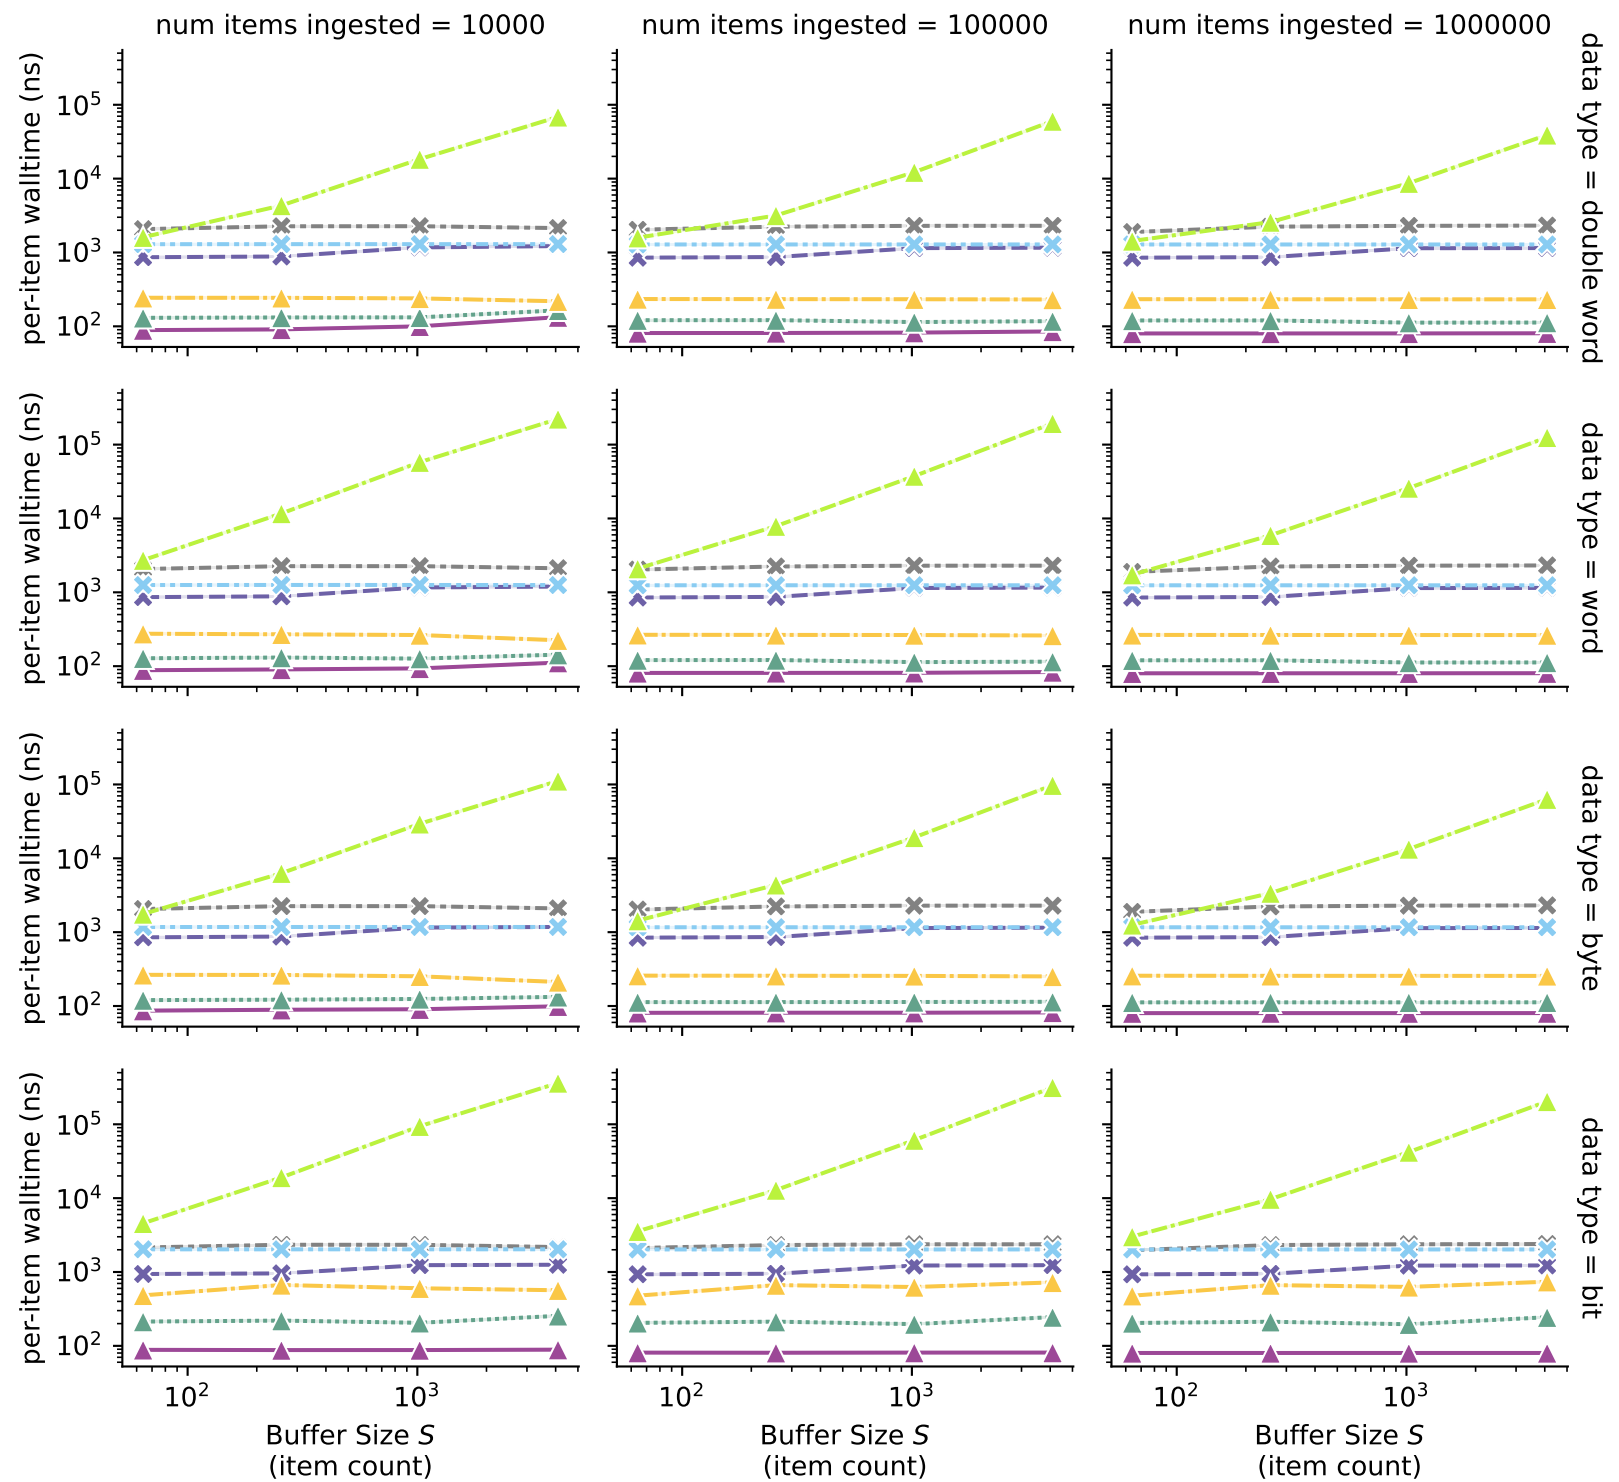 num items ingested = 10000
num items ingested = 100000
num items ingested = 1000000
per-item walltime (ns)
10^5
10^4
10^3
10^2
data type = double word
per-item walltime (ns)
10^5
10^4
10^3
10^2
data type = word
per-item walltime (ns)
10^5
10^4
10^3
10^2
data type = byte
per-item walltime (ns)
10^5
10^4
10^3
10^2
data type = bit
10^2
10^3
10^2
10^3
10^2
10^3
Buffer Size S
(item count)
Buffer Size S
(item count)
Buffer Size S
(item count)